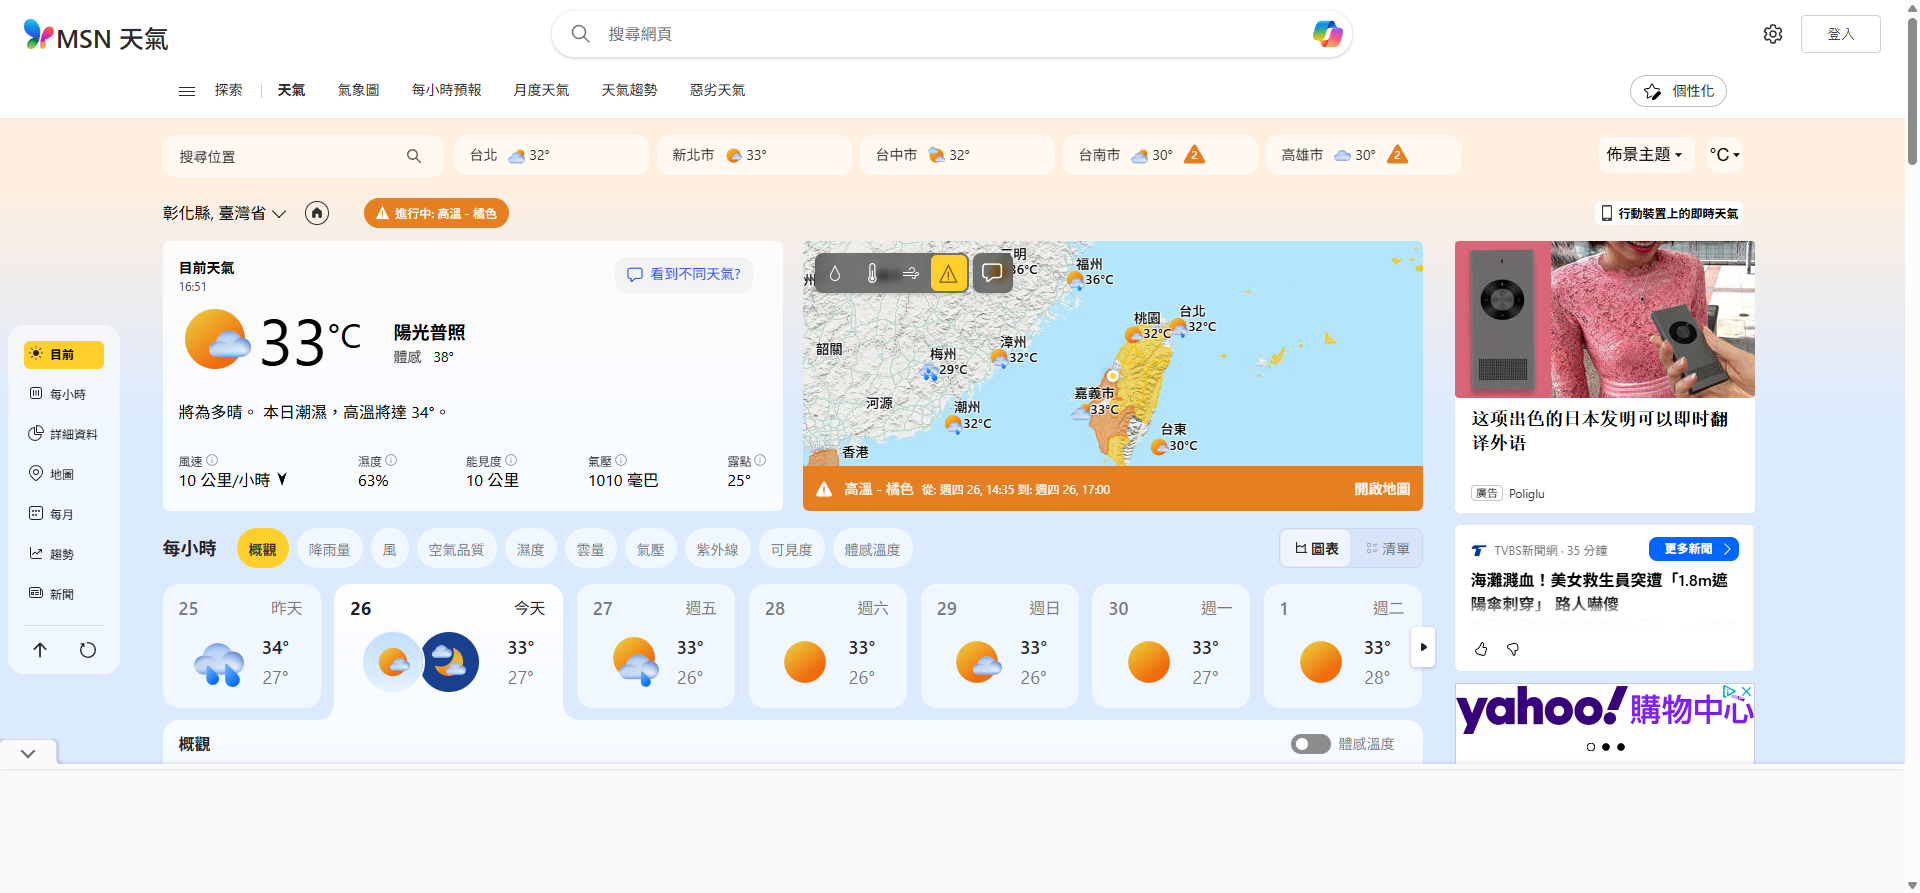 MSN 天氣
搜尋網頁
登入
探索
天氣
氣象圖
每小時預報
月度天氣
天氣趨勢
惡劣天氣
個性化
搜尋位置
台北 32°
新北市 33°
台中市 32°
台南市 30° 2
高雄市 30° 2
佈景主題
°C
彰化縣, 臺灣省
進行中: 高溫 - 橘色
行動裝置上的即時天氣
目前天氣
16:51
看到不同天氣?
33°C
陽光普照
體感 38°
將為多晴。 本日潮濕，高溫將達 34°。
風速
10 公里/小時
濕度
63%
能見度
10 公里
氣壓
1010 毫巴
露點
25°
福州
36°C
台北
32°C
桃園
32°C
漳州
32°C
韶關
梅州
29°C
嘉義市
33°C
河源
潮州
32°C
台東
30°C
香港
高溫 - 橘色 從: 週四 26, 14:35 到: 週四 26, 17:00
開啟地圖
目前
每小時
詳細資料
地圖
每月
趨勢
新聞
每小時
概觀
降雨量
風
空氣品質
濕度
雲量
氣壓
紫外線
可見度
體感溫度
圖表
清單
25 昨天
34°
27°
26 今天
33°
27°
27 週五
33°
26°
28 週六
33°
26°
29 週日
33°
26°
30 週一
33°
27°
1 週二
33°
28°
概觀
體感溫度
这项出色的日本发明可以即时翻
译外语
廣告 Poliglu
TVBS新聞網 · 35 分鐘
更多新聞
海灘濺血！美女救生員突遭「1.8m遮
陽傘刺穿」 路人嚇傻
yahoo! 購物中心